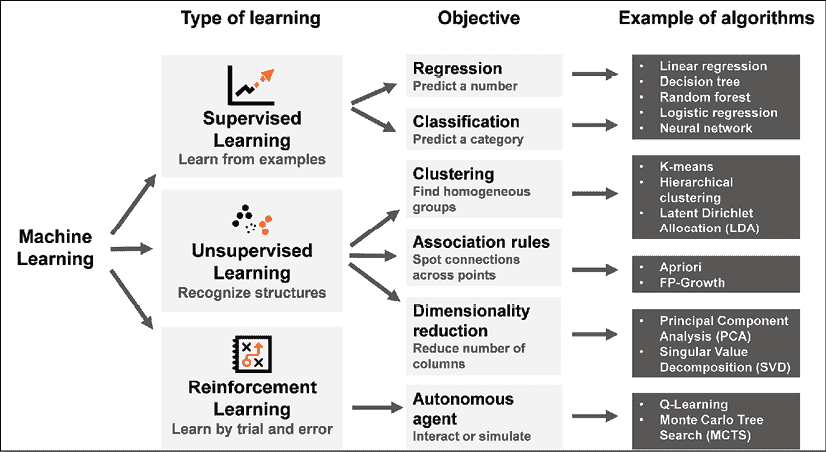 Type of learning
Objective
Example of algorithms
Machine
Learning
Supervised
Learning
Learn from examples
Regression
Predict a number
Classification
Predict a category
• Linear regression
• Decision tree
• Random forest
• Logistic regression
• Neural network
Unsupervised
Learning
Recognize structures
Clustering
Find homogeneous
groups
• K-means
• Hierarchical
clustering
• Latent Dirichlet
Allocation (LDA)
Association rules
Spot connections
across points
• Apriori
• FP-Growth
Dimensionality
reduction
Reduce number of
columns
• Principal Component
Analysis (PCA)
• Singular Value
Decomposition (SVD)
Reinforcement
Learning
Learn by trial and error
Autonomous
agent
Interact or simulate
• Q-Learning
• Monte Carlo Tree
Search (MCTS)